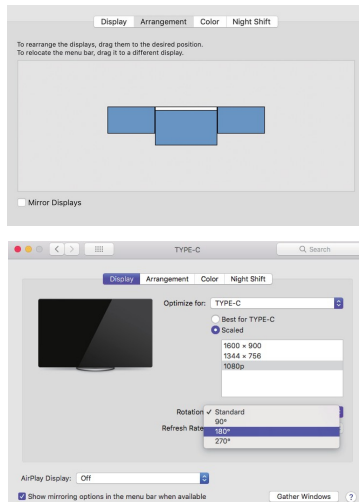 Display Arrangement Color Night Shift
To rearrange the displays, drag them to the desired position.
To relocate the menu bar, drag it to a different display.
Mirror Displays
TYPE-C
Search
Display Arrangement Color Night Shift
Optimize for: TYPE-C
Best for TYPE-C
Scaled
1600 × 900
1344 × 756
1080p
Rotation ✓ Standard
90°
Refresh Rate 180°
270°
AirPlay Display: Off
Show mirroring options in the menu bar when available Gather Windows ?